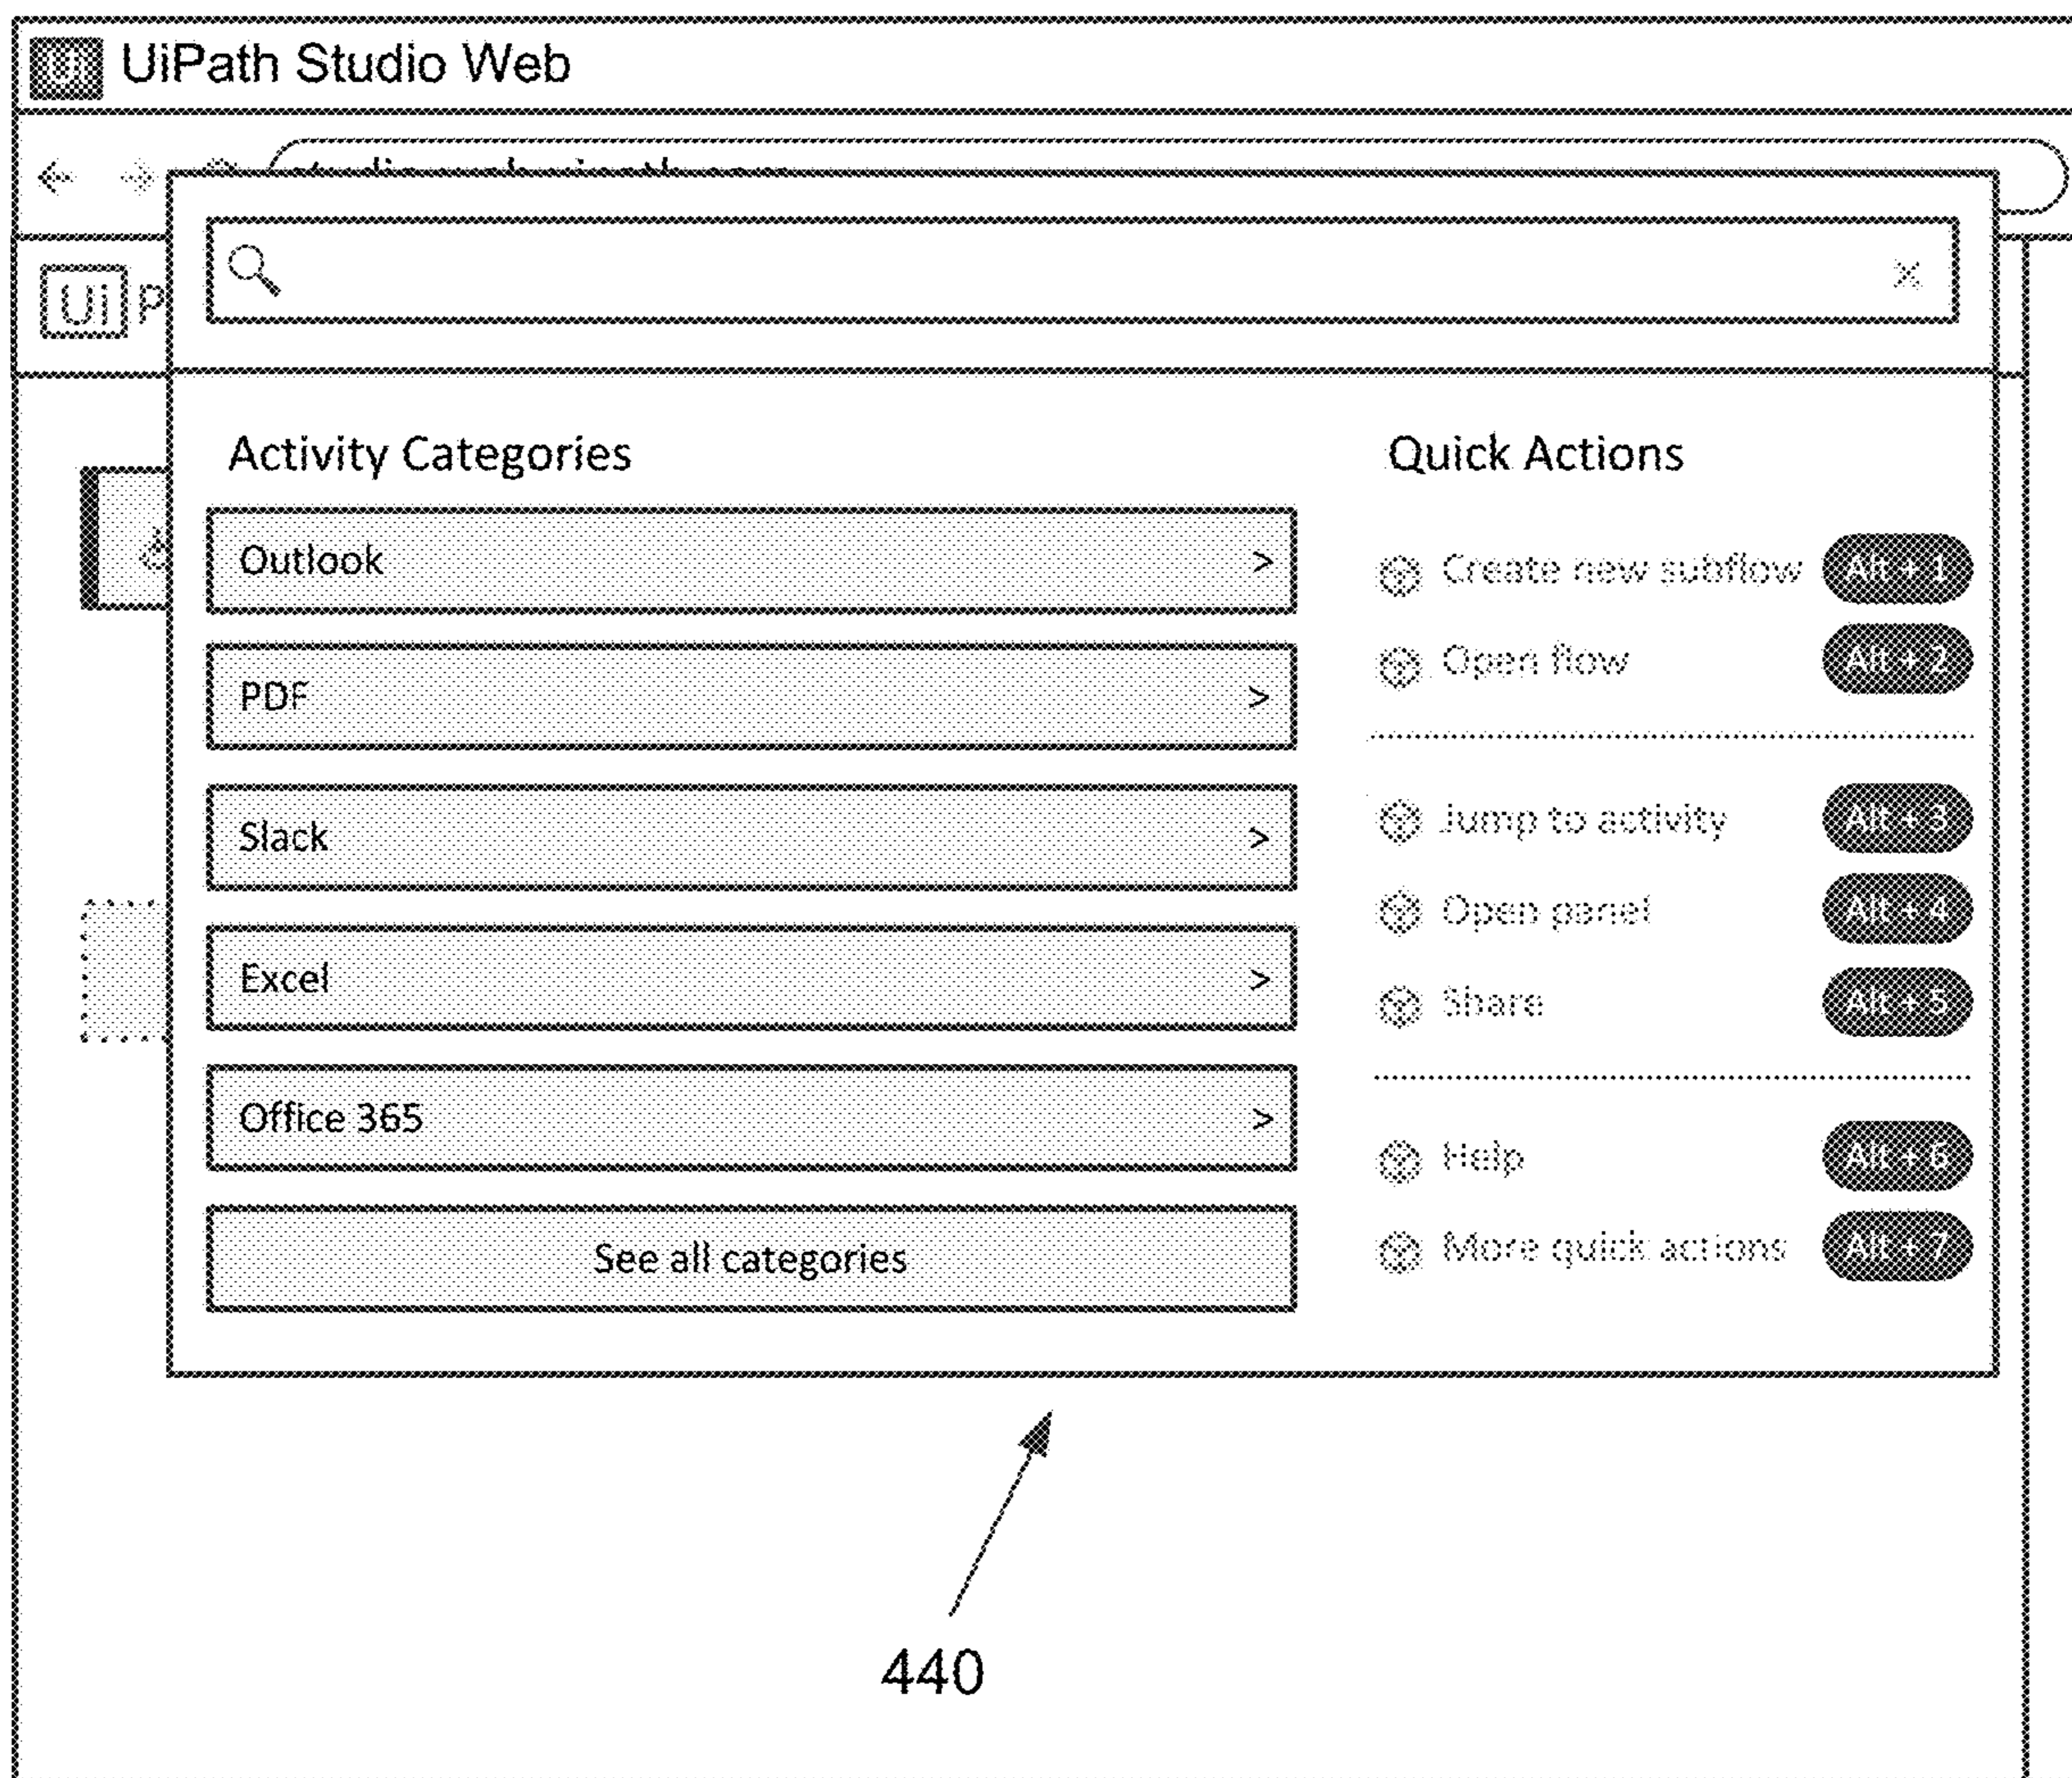 Ui UiPath Studio Web
Ui P
Activity Categories
Outlook >
PDF >
Slack >
Excel >
Office 365 >
See all categories
Quick Actions
Create new subflow Alt + 1
Open flow Alt + 2
Jump to activity Alt + 3
Open panel Alt + 4
Share Alt + 5
Help Alt + 6
More quick actions Alt + 7
440